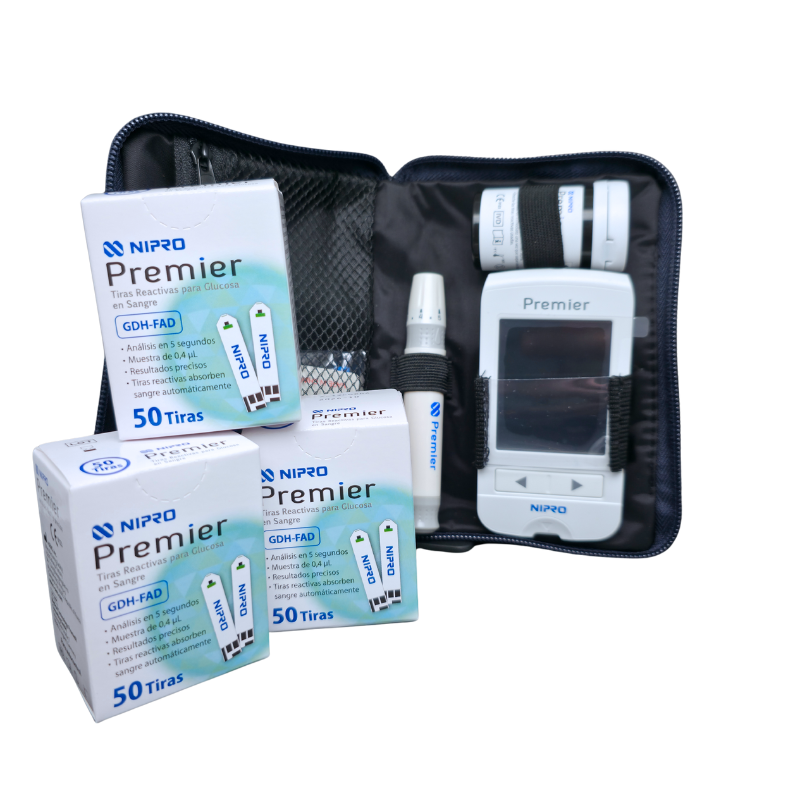 NIPRO
Premier
Tiras Reactivas para Glucosa
en Sangre
GDH-FAD
• Análisis en 5 segundos
• Muestra de 0,4 µL
• Resultados precisos
• Tiras reactivas absorben
sangre automáticamente
NIPRO
NIPRO
50 Tiras
50
Tiras
NIPRO
Premier
NIPRO
Premier
Tiras Reactivas para Glucosa
en Sangre
GDH-FAD
• Análisis en 5 segundos
• Muestra de 0,4 µL
• Resultados precisos
• Tiras reactivas absorben
sangre automáticamente
NIPRO
NIPRO
50 Tiras
NIPRO
Premier
NIPRO
Premier
Tiras Reactivas para Glucosa
en Sangre
GDH-FAD
• Análisis en 5 segundos
• Muestra de 0,4 µL
• Resultados precisos
• Tiras reactivas absorben
sangre automáticamente
NIPRO
NIPRO
50 Tiras
Premier
NIPRO
Premier
NIPRO